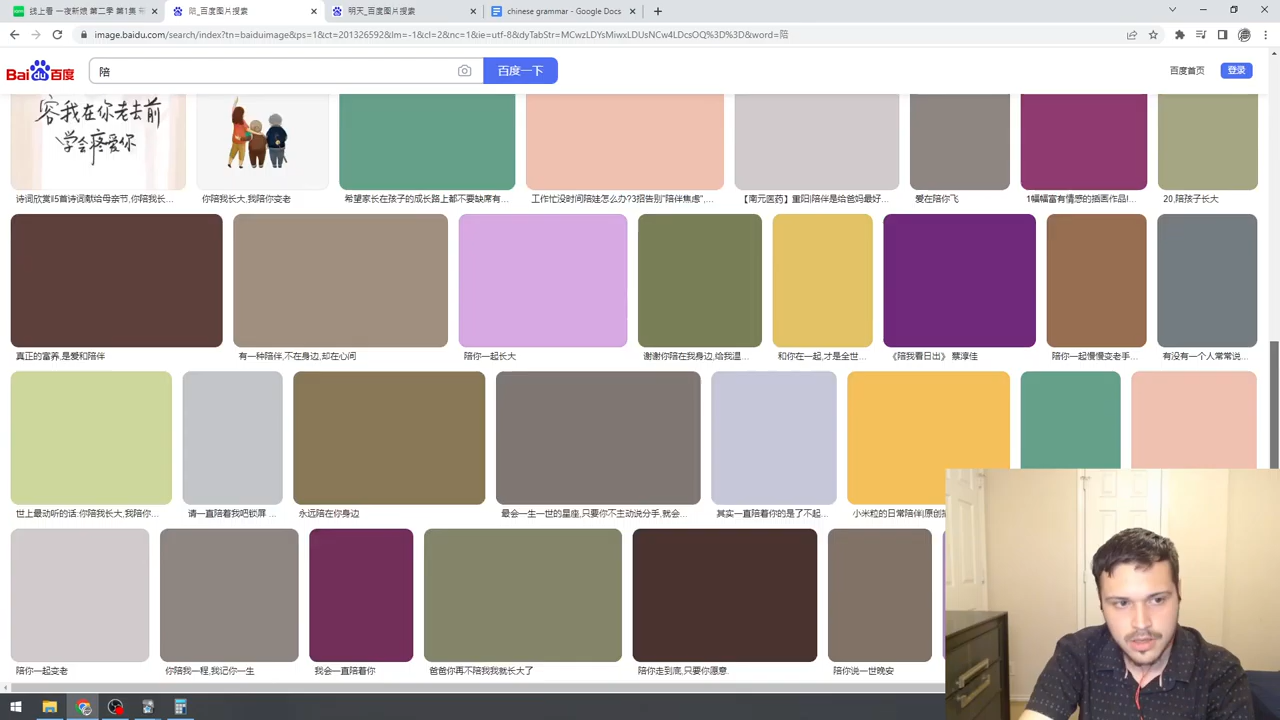 线上看 一夜新娘 第二季 第1集
陪_百度图片搜索
明天_百度图片搜索
chinese grammar - Google Docs
image.baidu.com/search/index?tn=baiduimage&ps=1&ct=201326592&lm=-1&cl=2&nc=1&ie=utf-8&dyTabStr=MCwzLDYsMiwxLDUsNCw4LDcsOQ%3D%3D&word=陪
Bai百度
陪
百度一下
百度首页
登录
容我在你老去前
学会疼爱你
诗词欣赏‖5首诗词献给母亲节,你陪我长...
你陪我长大,我陪你变老
希望家长在孩子的成长路上都不要缺席有...
工作忙没时间陪娃怎么办?3招告别"陪伴焦虑",...
【南元医药】重阳|陪伴是给爸妈最好...
爱在陪你飞
1幅幅富有情感的插画作品!...
20,陪孩子长大
真正的富养,是爱和陪伴
有一种陪伴,不在身边,却在心间
陪你一起长大
谢谢你陪在我身边,给我温...
和你在一起,才是全世...
《陪我看日出》 蔡淳佳
陪你一起慢慢变老手...
有没有一个人常常说...
世上最动听的话:你陪我长大,我陪你...
请一直陪着我吧锁屏 ...
永远陪在你身边
最会一生一世的星座,只要你不主动说分手,就会...
其实一直陪着你的是了不起...
小米粒的日常陪伴|原创插
陪你一起变老
你陪我一程,我记你一生
我会一直陪着你
爸爸你再不陪我我就长大了
陪你走到底,只要你愿意.
陪你说一世晚安